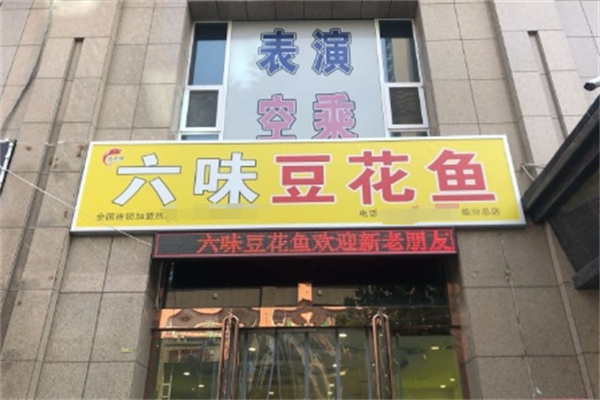 表演
空乘
六味豆花鱼
全国连锁加盟热 电话 临汾总店
六味豆花鱼欢迎新老朋友